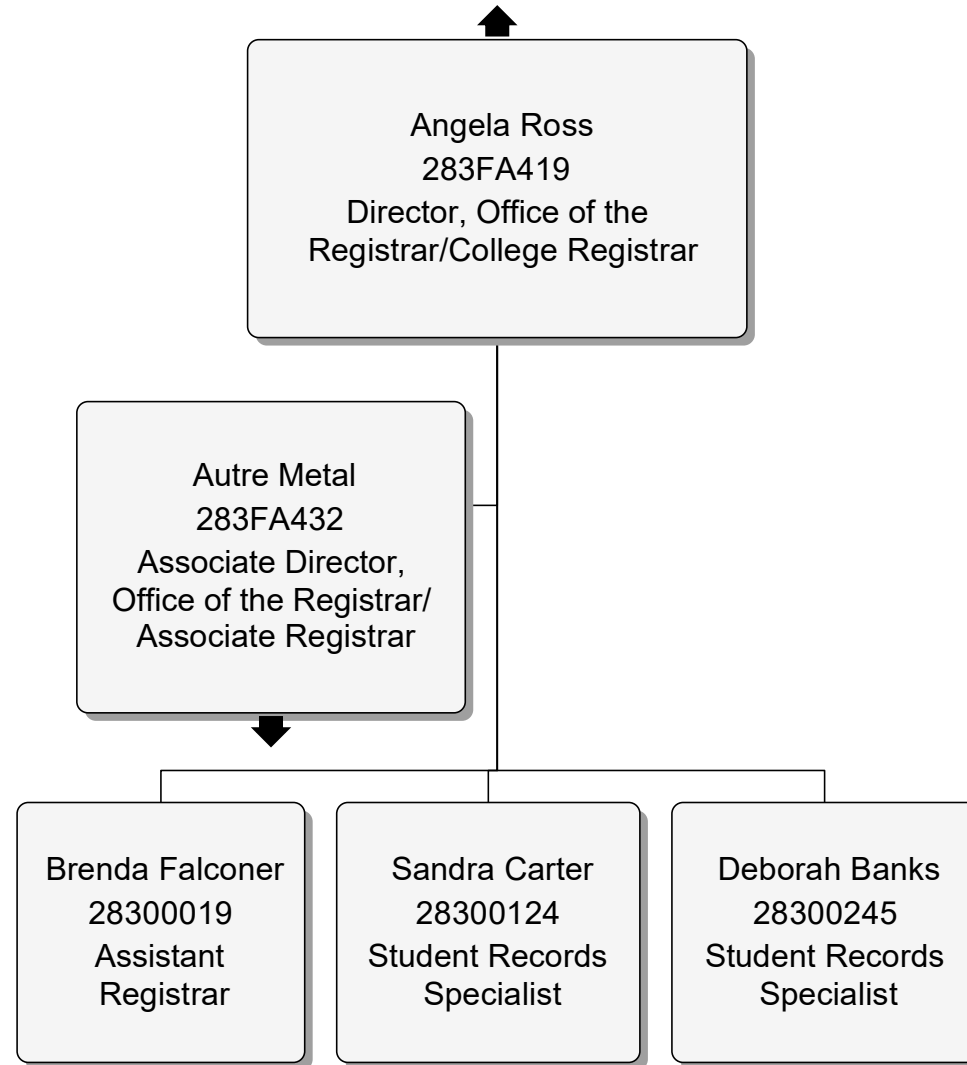 Angela Ross
283FA419
Director, Office of the
Registrar/College Registrar
Autre Metal
283FA432
Associate Director,
Office of the Registrar/
Associate Registrar
Brenda Falconer
28300019
Assistant
Registrar
Sandra Carter
28300124
Student Records
Specialist
Deborah Banks
28300245
Student Records
Specialist